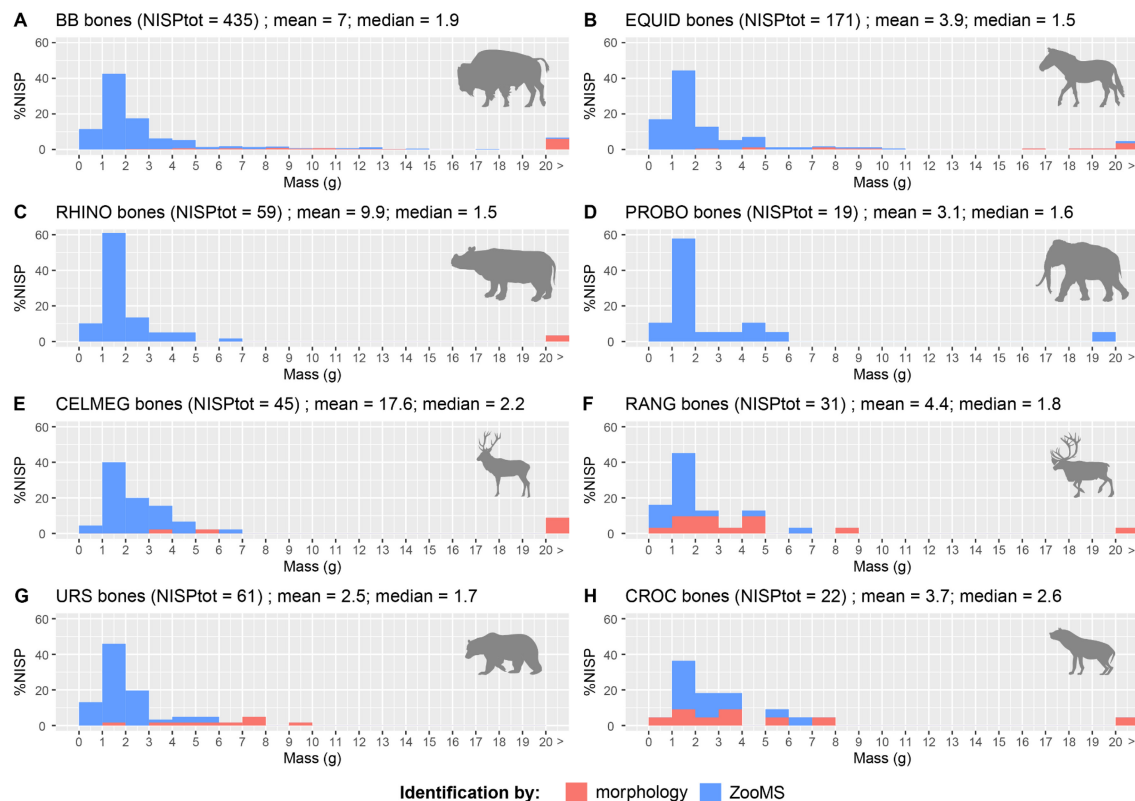 A BB bones (NISPtot = 435) ; mean = 7; median = 1.9
60
40
20
0
%NISP
0 1 2 3 4 5 6 7 8 9 10 11 12 13 14 15 16 17 18 19 20 >
Mass (g)
B EQUID bones (NISPtot = 171) ; mean = 3.9; median = 1.5
60
40
20
0
%NISP
0 1 2 3 4 5 6 7 8 9 10 11 12 13 14 15 16 17 18 19 20 >
Mass (g)
C RHINO bones (NISPtot = 59) ; mean = 9.9; median = 1.5
60
40
20
0
%NISP
0 1 2 3 4 5 6 7 8 9 10 11 12 13 14 15 16 17 18 19 20 >
Mass (g)
D PROBO bones (NISPtot = 19) ; mean = 3.1; median = 1.6
60
40
20
0
%NISP
0 1 2 3 4 5 6 7 8 9 10 11 12 13 14 15 16 17 18 19 20 >
Mass (g)
E CELMEG bones (NISPtot = 45) ; mean = 17.6; median = 2.2
60
40
20
0
%NISP
0 1 2 3 4 5 6 7 8 9 10 11 12 13 14 15 16 17 18 19 20 >
Mass (g)
F RANG bones (NISPtot = 31) ; mean = 4.4; median = 1.8
60
40
20
0
%NISP
0 1 2 3 4 5 6 7 8 9 10 11 12 13 14 15 16 17 18 19 20 >
Mass (g)
G URS bones (NISPtot = 61) ; mean = 2.5; median = 1.7
60
40
20
0
%NISP
0 1 2 3 4 5 6 7 8 9 10 11 12 13 14 15 16 17 18 19 20 >
Mass (g)
H CROC bones (NISPtot = 22) ; mean = 3.7; median = 2.6
60
40
20
0
%NISP
0 1 2 3 4 5 6 7 8 9 10 11 12 13 14 15 16 17 18 19 20 >
Mass (g)
Identification by: morphology ZooMS